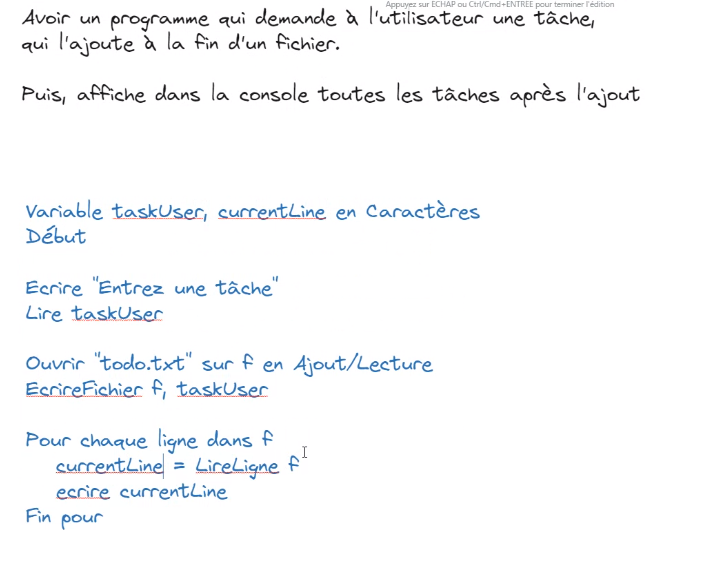 Appuyez sur ECHAP ou Ctrl/Cmd+ENTREE pour terminer l'édition
Avoir un programme qui demande à l'utilisateur une tâche,
qui l'ajoute à la fin d'un fichier.
Puis, affiche dans la console toutes les tâches après l'ajout
Variable taskUser, currentLine en Caractères
Début
Ecrire "Entrez une tâche"
Lire taskUser
Ouvrir "todo.txt" sur f en Ajout/Lecture
EcrireFichier f, taskUser
Pour chaque ligne dans f
currentLine = LireLigne f
ecrire currentLine
Fin pour